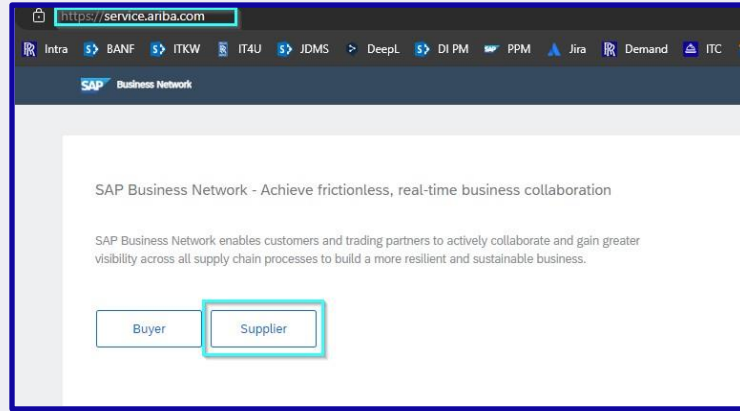 https://service.ariba.com
Intra BANF ITKW IT4U JDMS DeepL DI PM PPM Jira Demand ITC
SAP Business Network
SAP Business Network - Achieve frictionless, real-time business collaboration
SAP Business Network enables customers and trading partners to actively collaborate and gain greater
visibility across all supply chain processes to build a more resilient and sustainable business.
Buyer Supplier